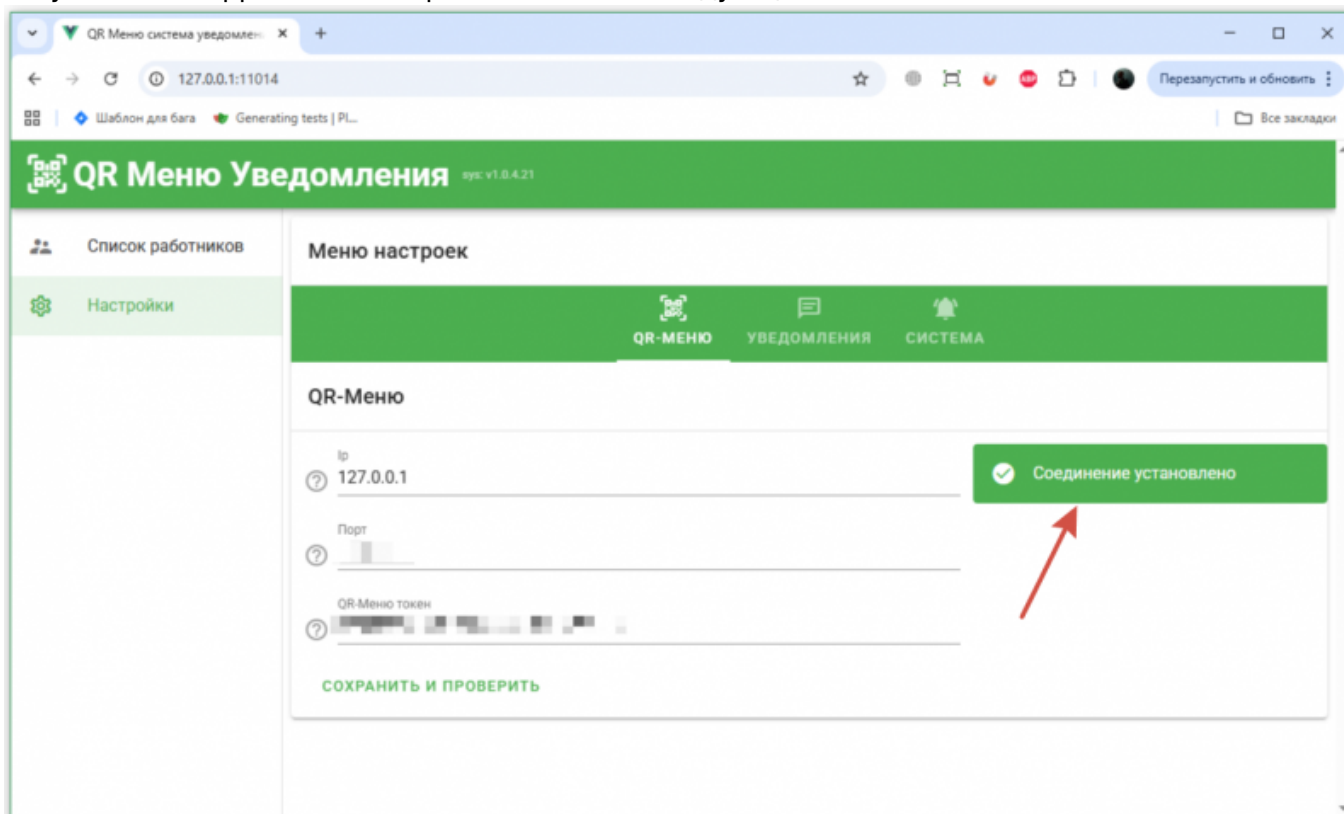 QR Меню система уведомлен
127.0.0.1:11014
ABP
Перезапустить и обновить
Шаблон для бага
Generating tests | Pl...
Все закладки
QR Меню Уведомления
sys: v1.0.4.21
Список работников
Настройки
Меню настроек
QR-МЕНЮ
УВЕДОМЛЕНИЯ
СИСТЕМА
QR-Меню
Ip
127.0.0.1
Соединение установлено
Порт
QR-Меню токен
СОХРАНИТЬ И ПРОВЕРИТЬ